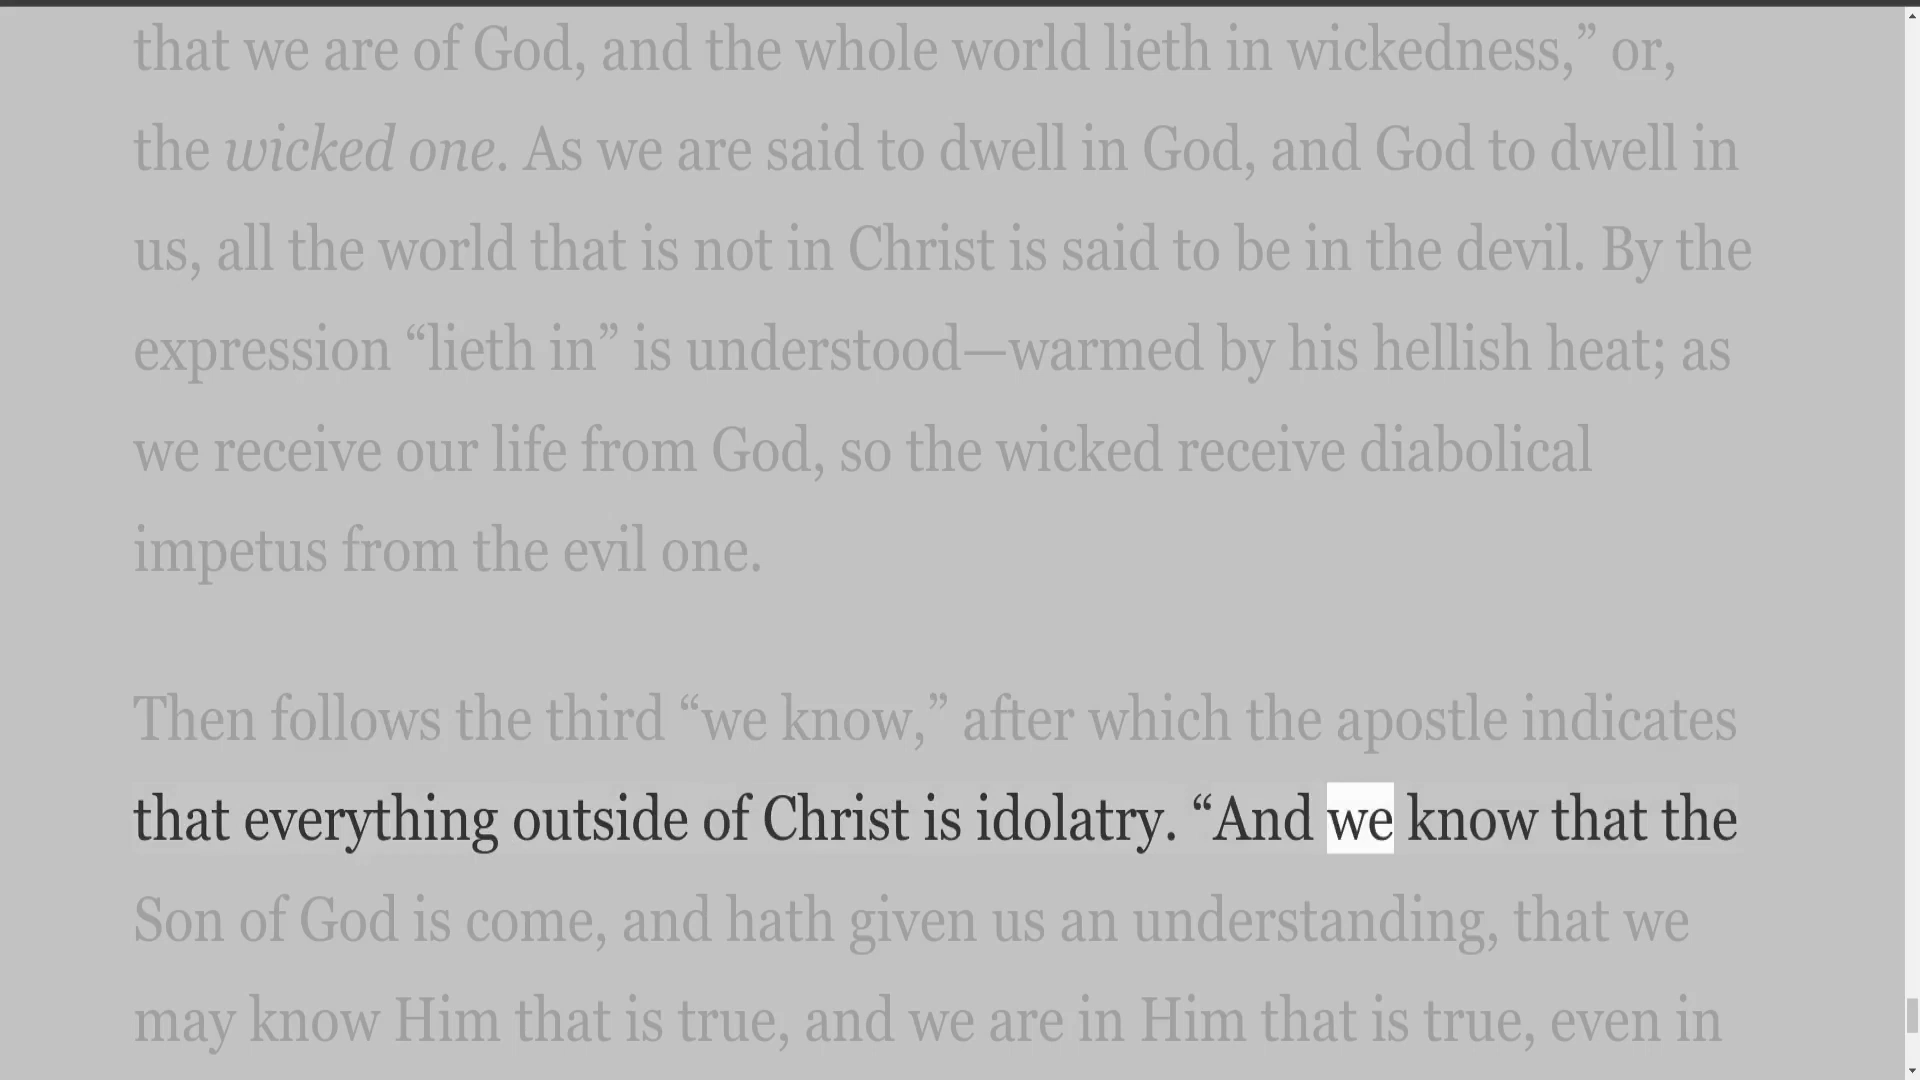 that we are of God, and the whole world lieth in wickedness,” or,
the wicked one. As we are said to dwell in God, and God to dwell in
us, all the world that is not in Christ is said to be in the devil. By the
expression “lieth in” is understood—warmed by his hellish heat; as
we receive our life from God, so the wicked receive diabolical
impetus from the evil one.
Then follows the third “we know,” after which the apostle indicates
that everything outside of Christ is idolatry. “And we know that the
Son of God is come, and hath given us an understanding, that we
may know Him that is true, and we are in Him that is true, even in